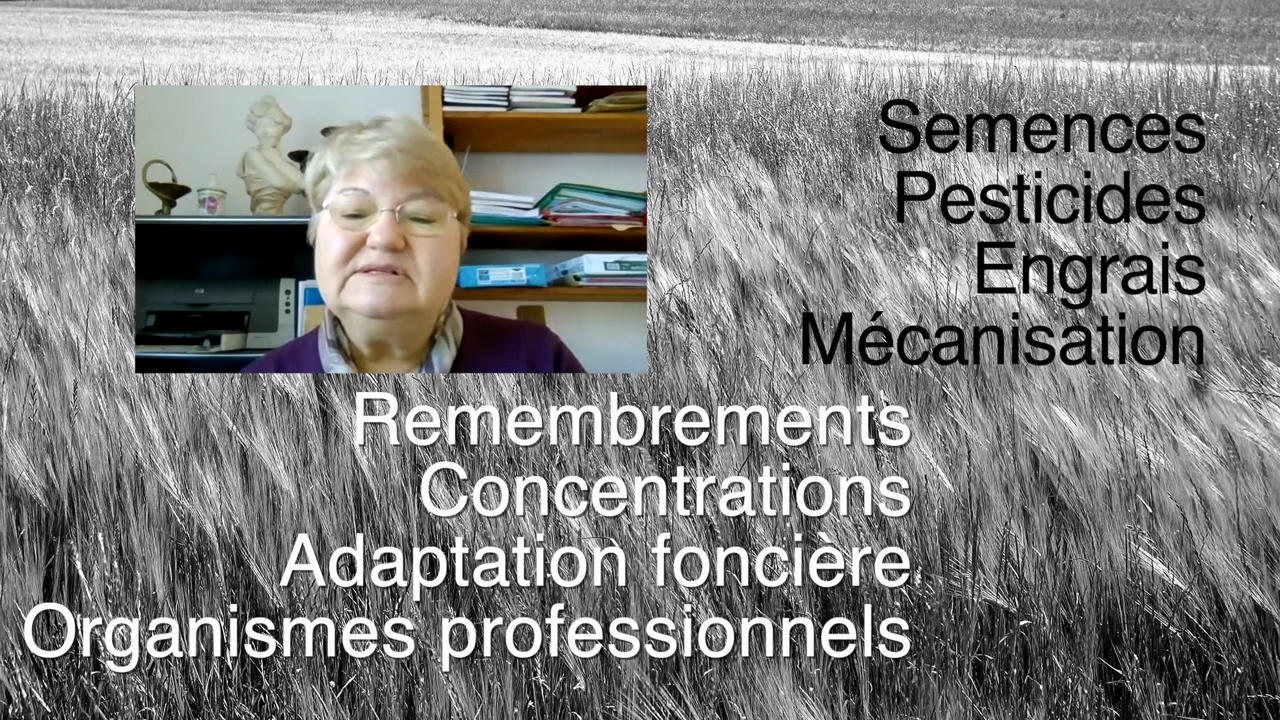 Semences
Pesticides
Engrais
Mécanisation
Remembrements
Concentrations
Adaptation foncière
Organismes professionnels